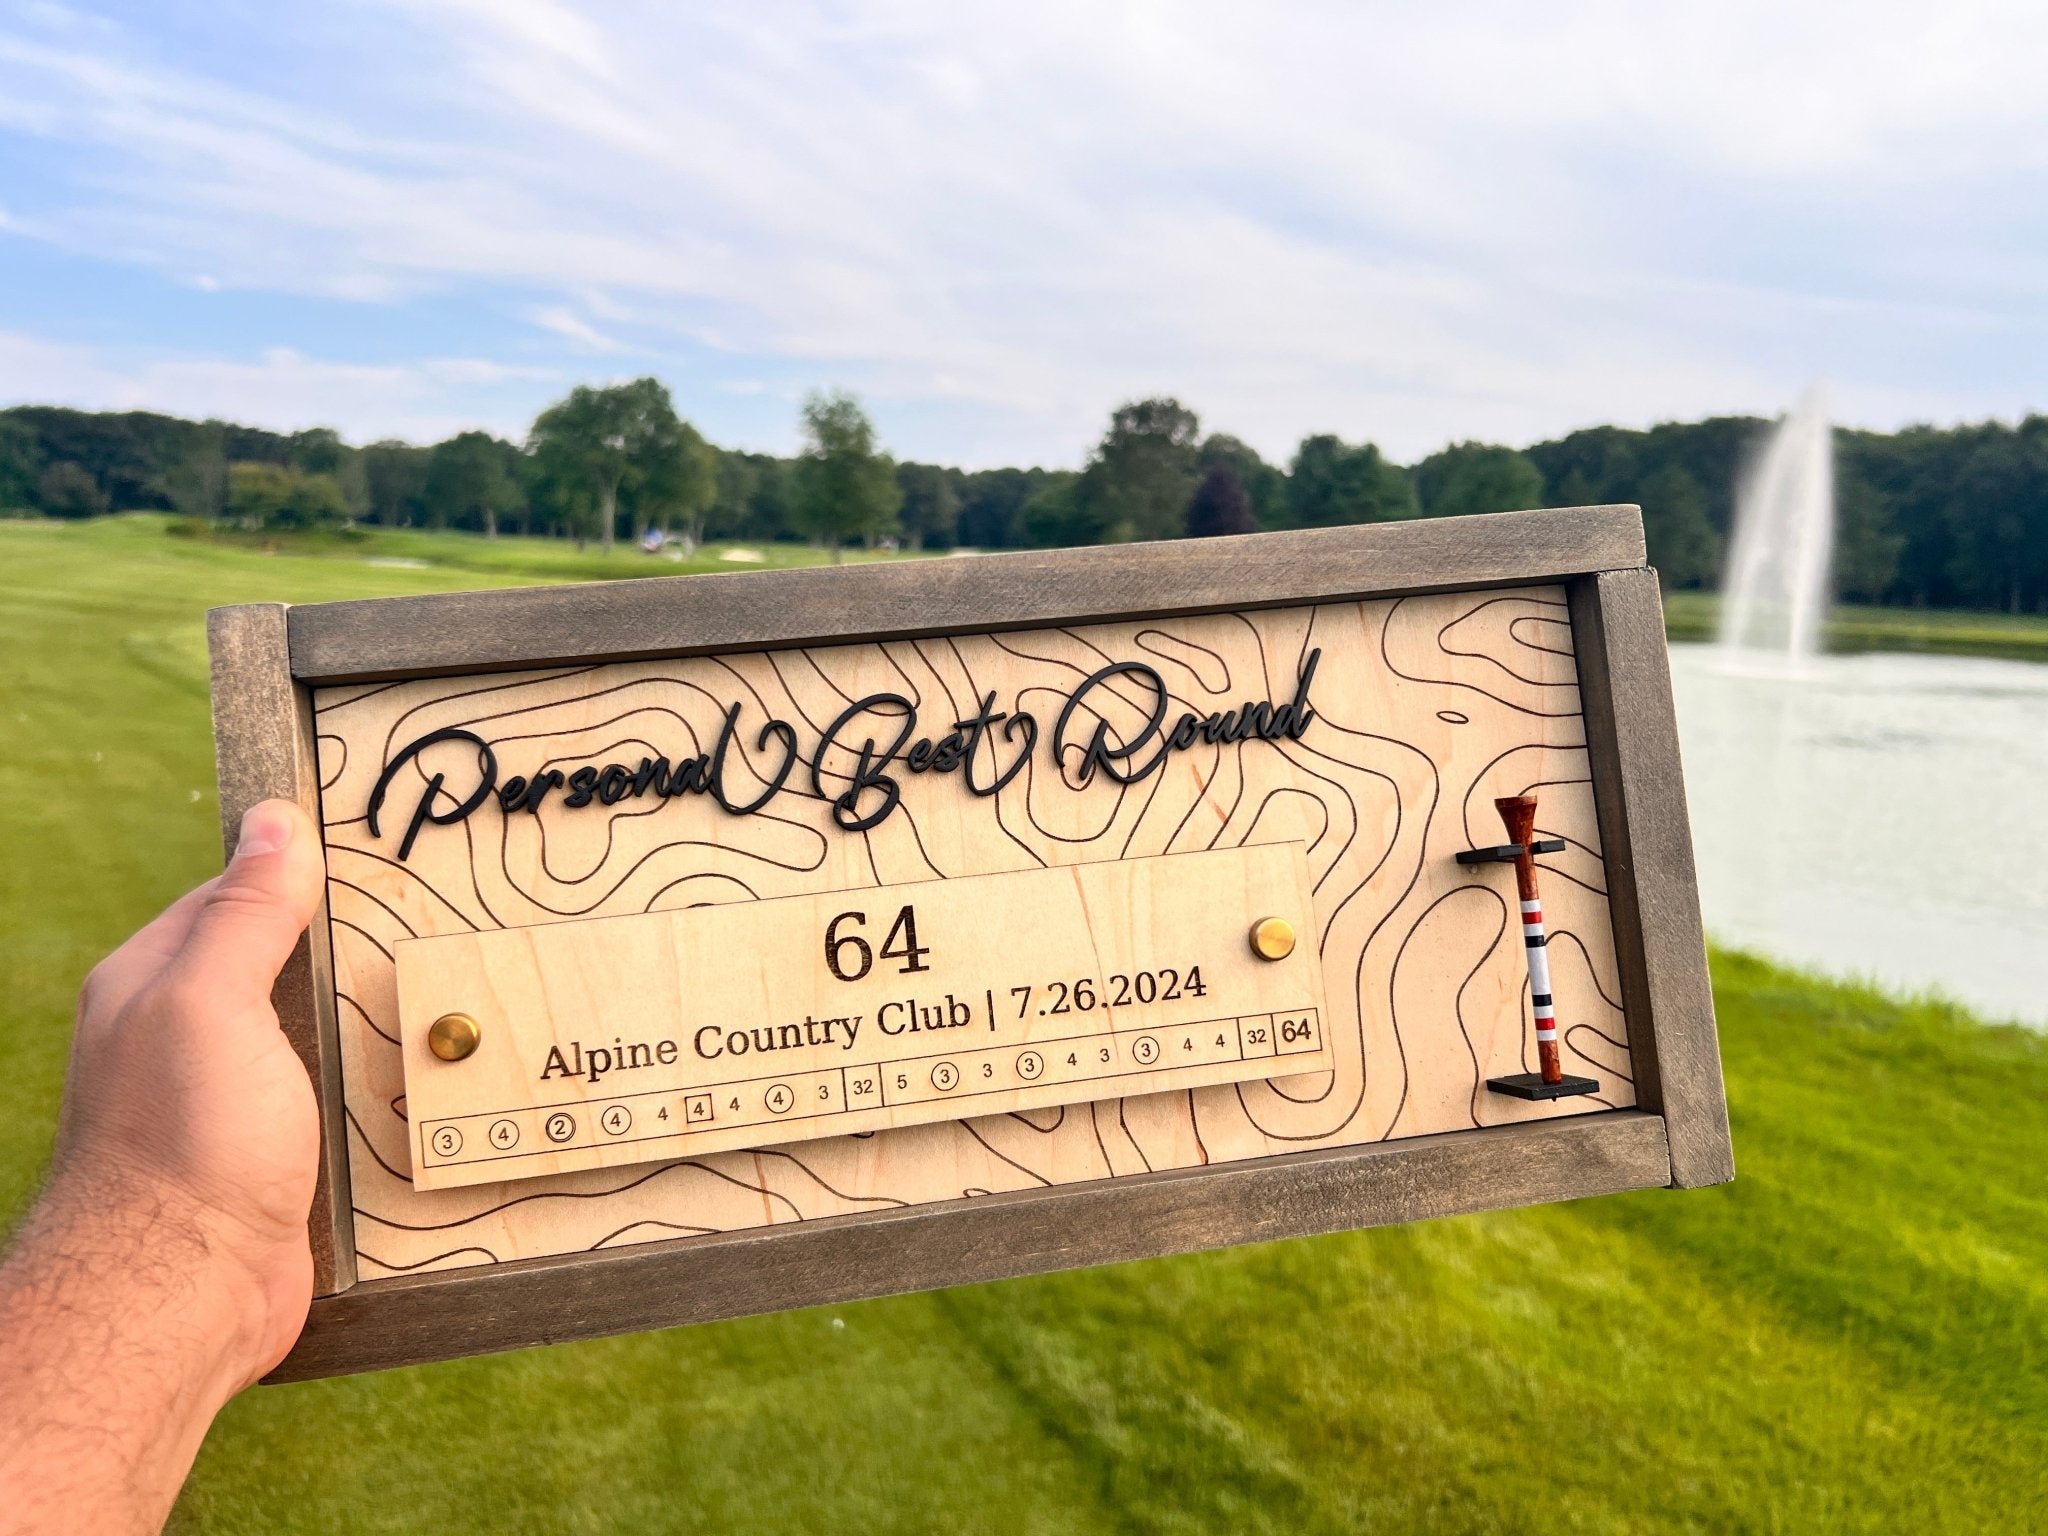 Personal Best Round
64
Alpine Country Club | 7.26.2024
3 4 2 4 4 4 4 4 3 32 5 3 3 3 4 3 3 4 4 32 64